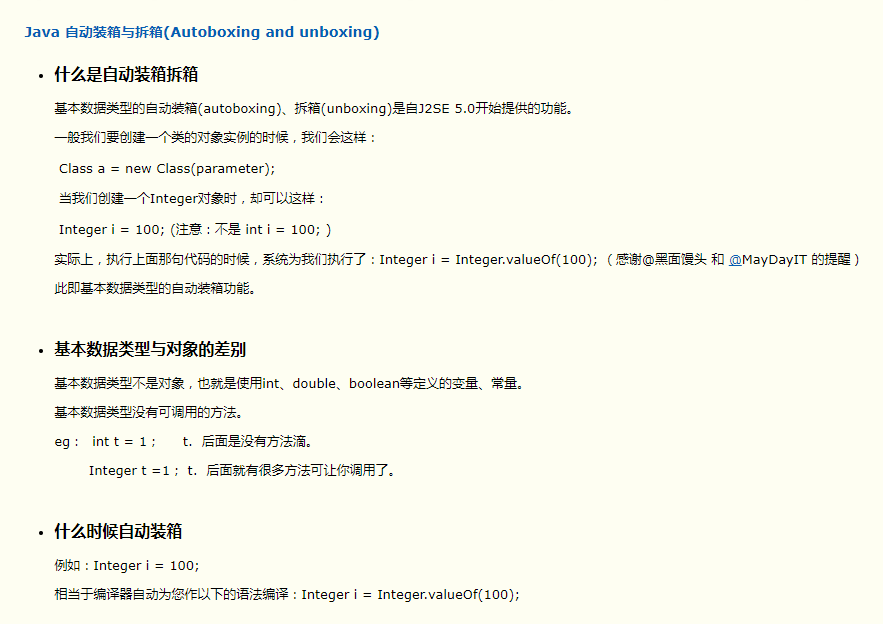 Java 自动装箱与拆箱(Autoboxing and unboxing)
什么是自动装箱拆箱
基本数据类型的自动装箱(autoboxing)、拆箱(unboxing)是自J2SE 5.0开始提供的功能。
一般我们要创建一个类的对象实例的时候，我们会这样：
Class a = new Class(parameter);
当我们创建一个Integer对象时，却可以这样：
Integer i = 100; (注意：不是 int i = 100; )
实际上，执行上面那句代码的时候，系统为我们执行了：Integer i = Integer.valueOf(100); （感谢@黑面馒头 和 @MayDayIT 的提醒）
此即基本数据类型的自动装箱功能。
基本数据类型与对象的差别
基本数据类型不是对象，也就是使用int、double、boolean等定义的变量、常量。
基本数据类型没有可调用的方法。
eg： int t = 1； t. 后面是没有方法滴。
Integer t =1； t. 后面就有很多方法可让你调用了。
什么时候自动装箱
例如：Integer i = 100;
相当于编译器自动为您作以下的语法编译：Integer i = Integer.valueOf(100);